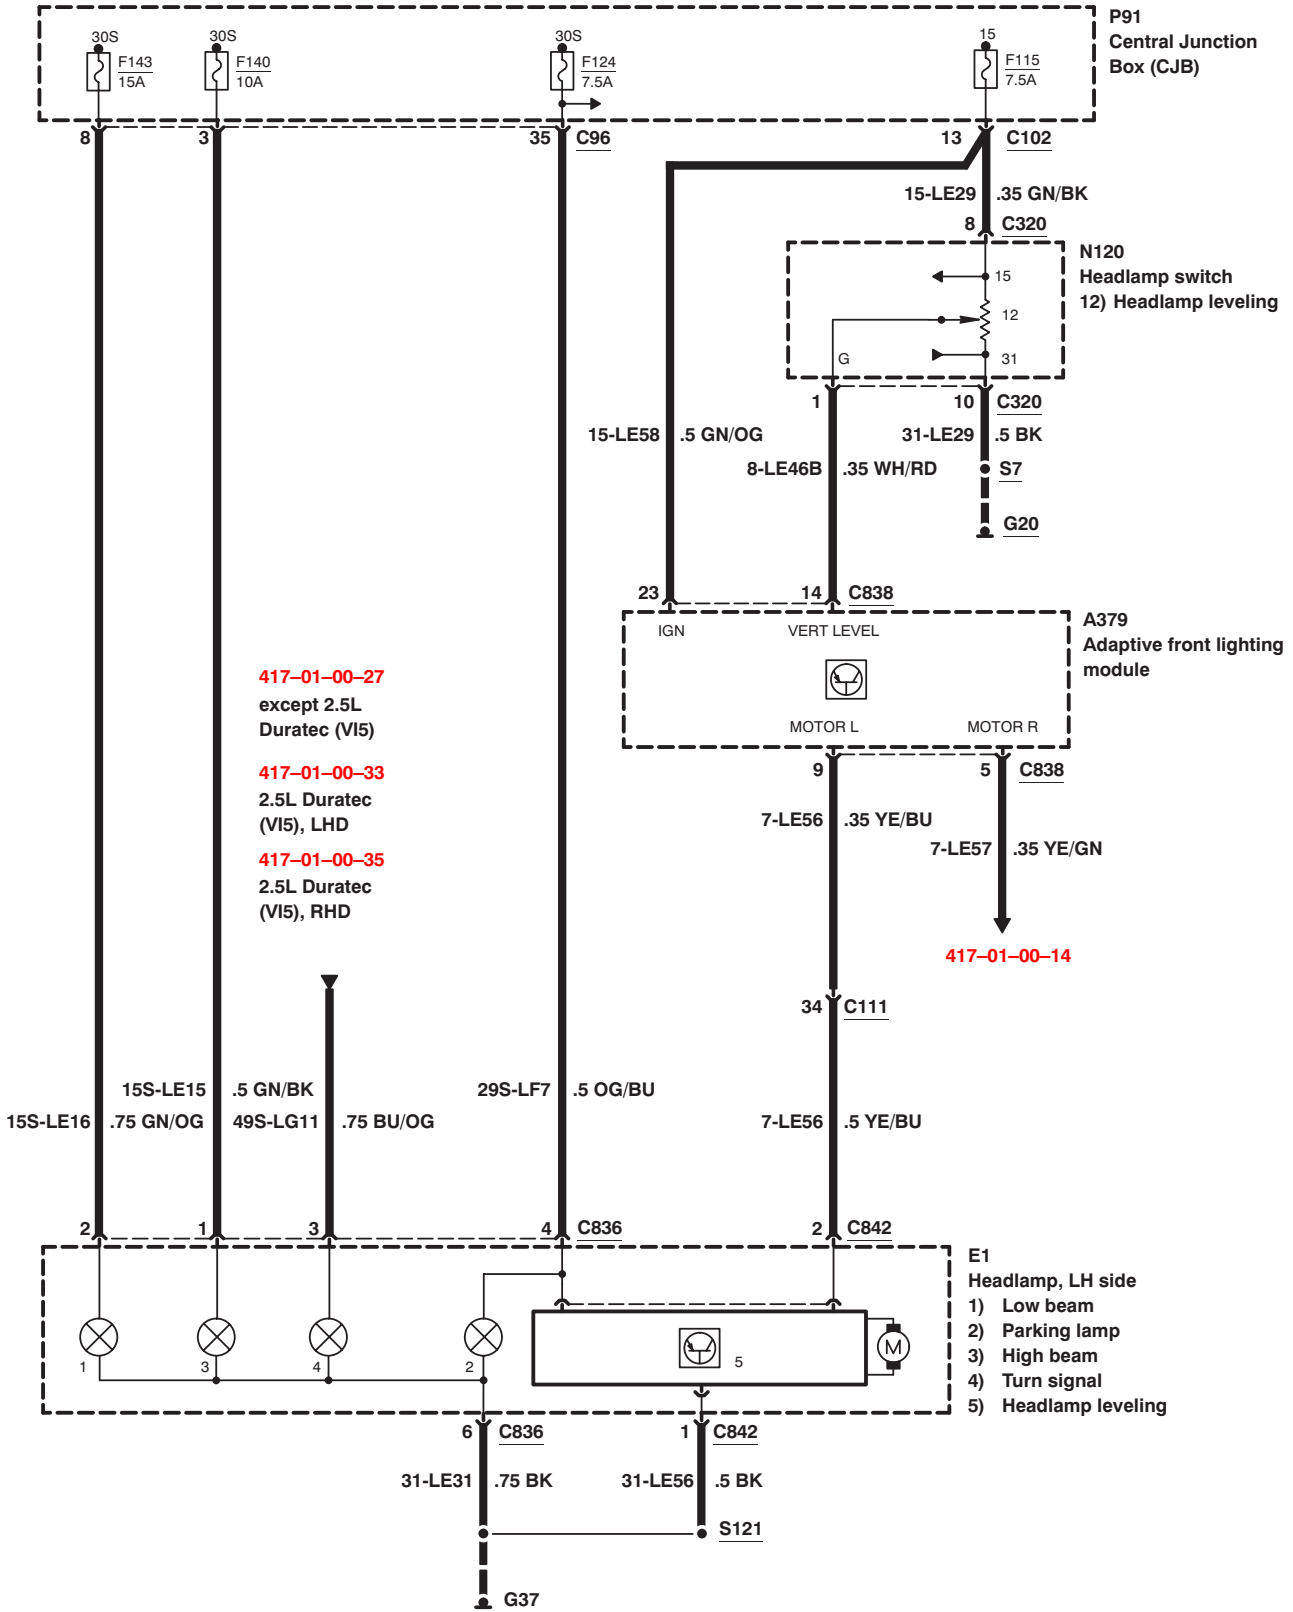 P91
Central Junction
Box (CJB)
30S
F143
15A
30S
F140
10A
30S
F124
7.5A
15
F115
7.5A
8
3
35
C96
13
C102
15-LE29
.35 GN/BK
8
C320
N120
Headlamp switch
12) Headlamp leveling
15
12
G
31
1
10
C320
15-LE58
.5 GN/OG
31-LE29
.5 BK
8-LE46B
.35 WH/RD
S7
G20
23
14
C838
IGN
VERT LEVEL
A379
Adaptive front lighting
module
MOTOR L
MOTOR R
417–01–00–27
except 2.5L
Duratec (VI5)
417–01–00–33
2.5L Duratec
(VI5), LHD
417–01–00–35
2.5L Duratec
(VI5), RHD
9
5
C838
7-LE56
.35 YE/BU
7-LE57
.35 YE/GN
417–01–00–14
34
C111
15S-LE15
.5 GN/BK
29S-LF7
.5 OG/BU
15S-LE16
.75 GN/OG
49S-LG11
.75 BU/OG
7-LE56
.5 YE/BU
2
1
3
4
C836
2
C842
E1
Headlamp, LH side
1) Low beam
2) Parking lamp
3) High beam
4) Turn signal
5) Headlamp leveling
1
3
4
2
5
M
6
C836
1
C842
31-LE31
.75 BK
31-LE56
.5 BK
S121
G37